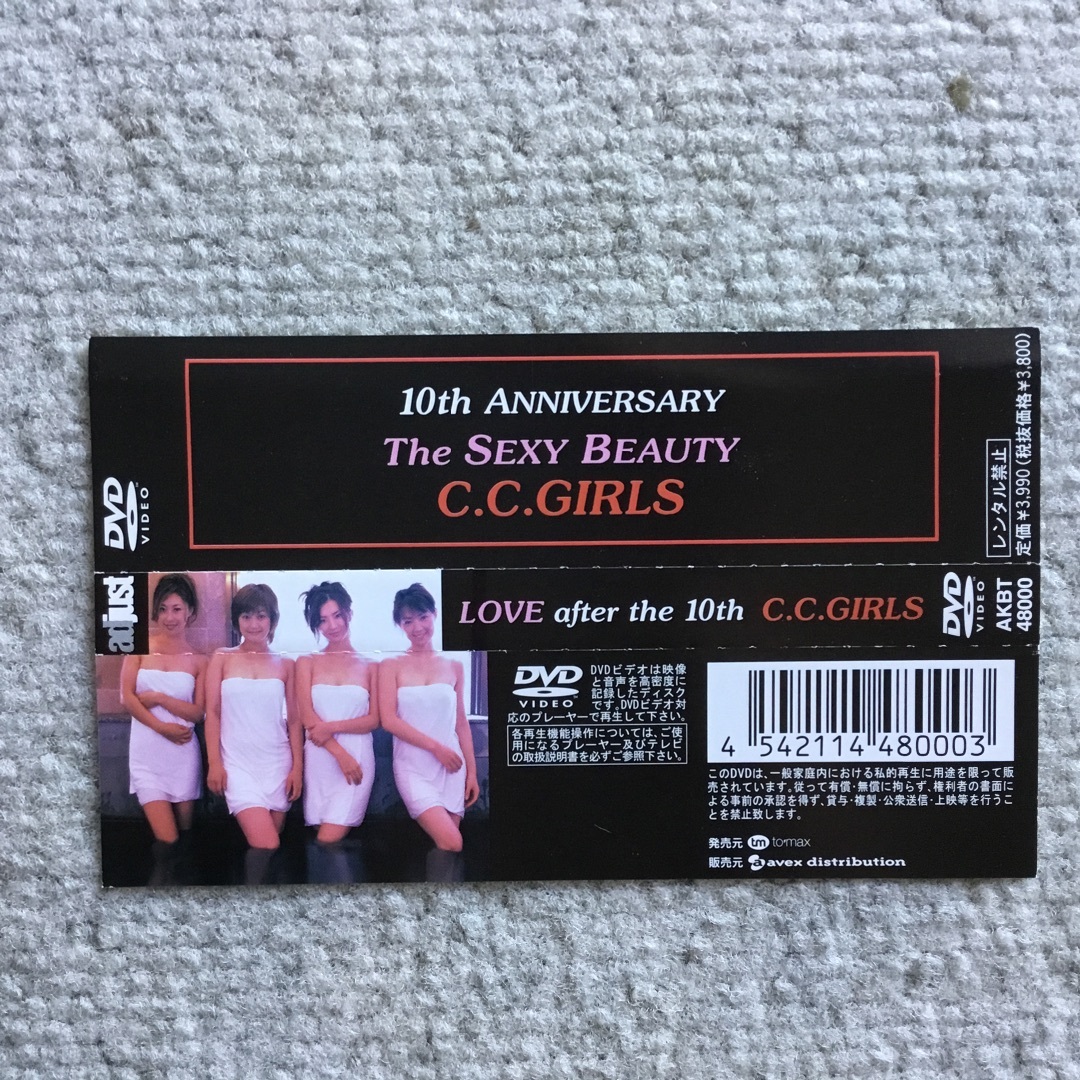 10th ANNIVERSARY
The SEXY BEAUTY
C.C.GIRLS
DVD
VIDEO
レンタル禁止
定価¥3,990(税抜価格¥3,800)
adjust
LOVE after the 10th C.C.GIRLS
DVD
VIDEO
AKBT
48000
DVD
VIDEO
DVDビデオは映像
と音声を高密度に
記録したディスク
です。DVDビデオ対
応のプレーヤーで再生して下さい。
各再生機能操作については、ご使
用になるプレーヤー及びテレビ
の取扱説明書を必ずご参照下さい。
4 542114 480003
このDVDは、一般家庭内における私的再生に用途を限って販
売されています。従って有償・無償に拘らず、権利者の書面に
よる事前の承認を得ず、貸与・複製・公衆送信・上映等を行うこ
とを禁止致します。
発売元 tm to·max
販売元 avex distribution